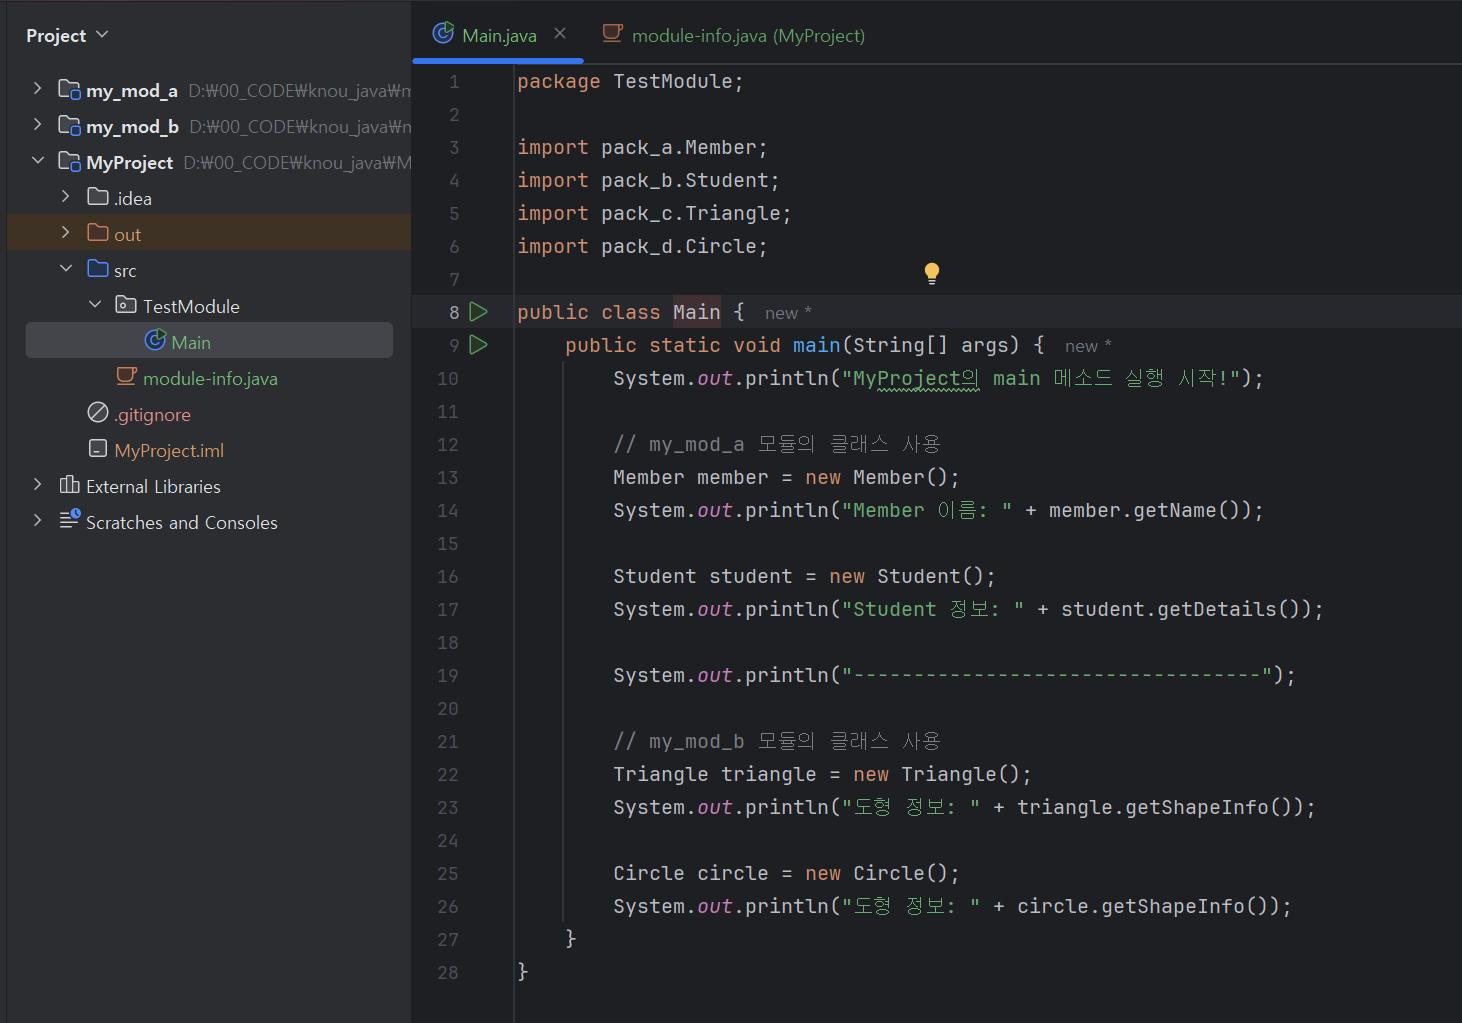 Project
my_mod_a D:₩00_CODE₩knou_java₩m
my_mod_b D:₩00_CODE₩knou_java₩m
MyProject D:₩00_CODE₩knou_java₩M
.idea
out
src
TestModule
Main
module-info.java
.gitignore
MyProject.iml
External Libraries
Scratches and Consoles
Main.java
module-info.java (MyProject)
1 package TestModule;
2
3 import pack_a.Member;
4 import pack_b.Student;
5 import pack_c.Triangle;
6 import pack_d.Circle;
7
8 public class Main { new *
9 public static void main(String[] args) { new *
10 System.out.println("MyProject의 main 메소드 실행 시작!");
11
12 // my_mod_a 모듈의 클래스 사용
13 Member member = new Member();
14 System.out.println("Member 이름: " + member.getName());
15
16 Student student = new Student();
17 System.out.println("Student 정보: " + student.getDetails());
18
19 System.out.println("----------------------------------");
20
21 // my_mod_b 모듈의 클래스 사용
22 Triangle triangle = new Triangle();
23 System.out.println("도형 정보: " + triangle.getShapeInfo());
24
25 Circle circle = new Circle();
26 System.out.println("도형 정보: " + circle.getShapeInfo());
27 }
28 }